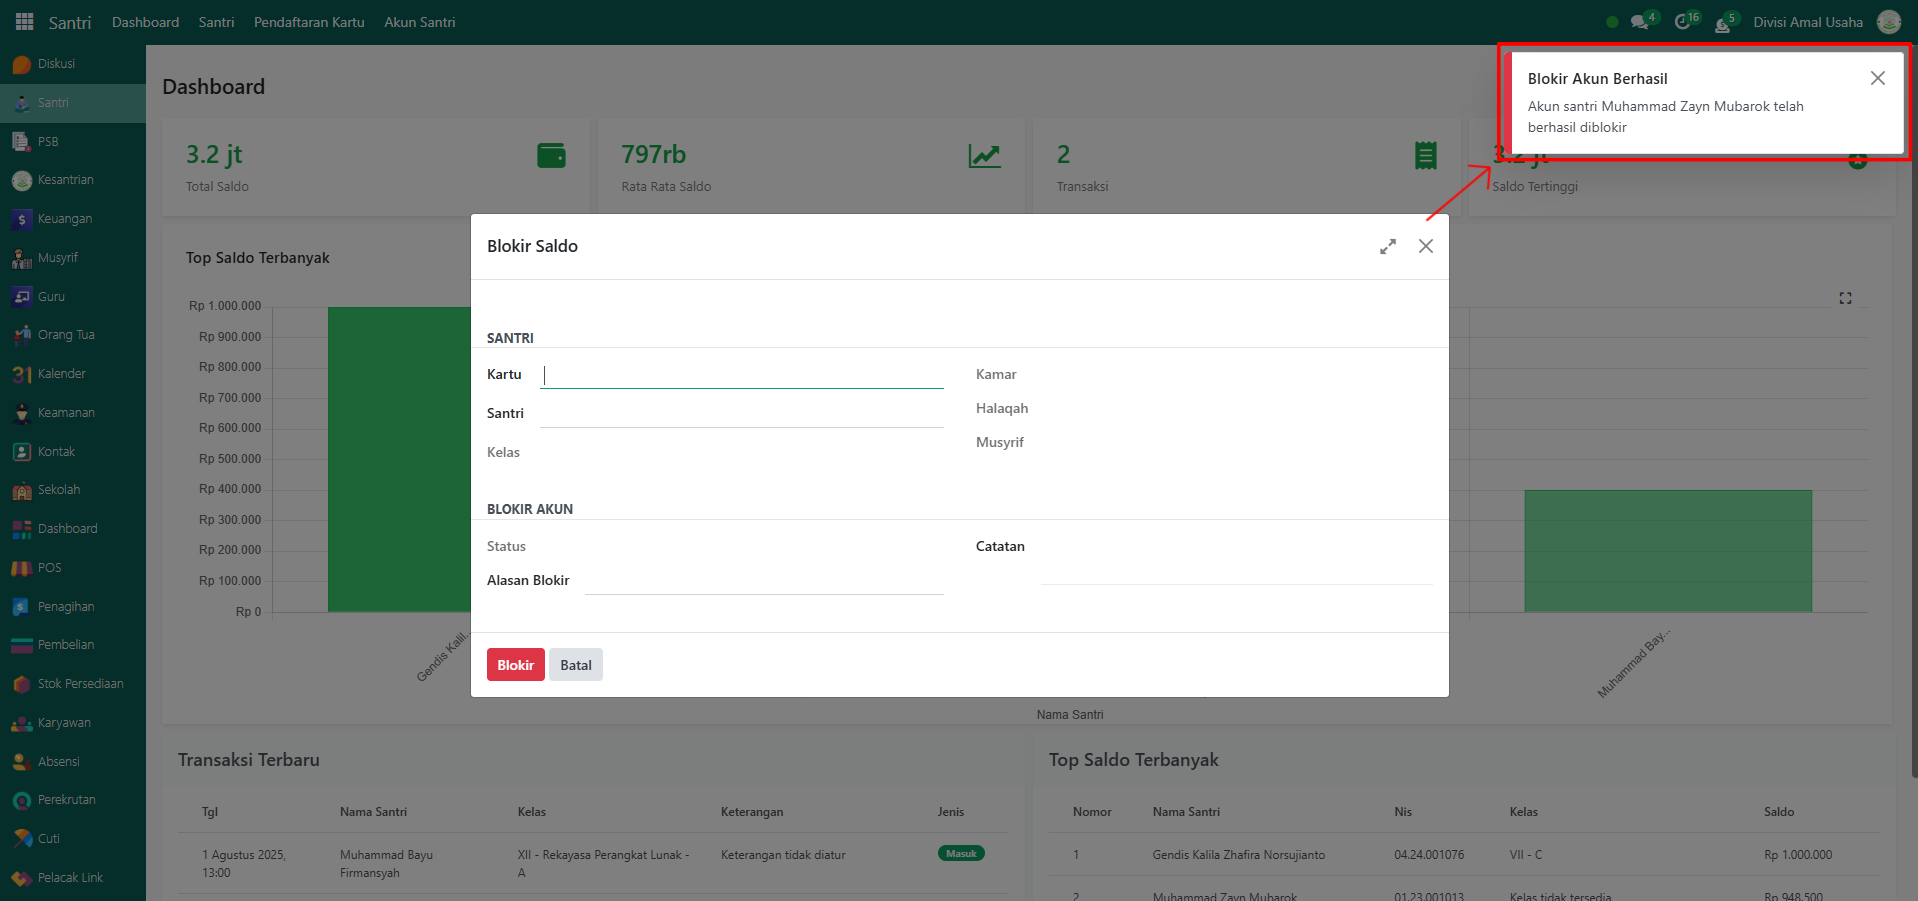 Santri
Dashboard
Santri
Pendaftaran Kartu
Akun Santri
4
16
5
Divisi Amal Usaha
Diskusi
Santri
PSB
Kesantrian
Keuangan
Musyrif
Guru
Orang Tua
31
Kalender
Keamanan
Kontak
Sekolah
Dashboard
POS
Penagihan
Pembelian
Stok Persediaan
Karyawan
Absensi
Perekrutan
Cuti
Pelacak Link
Dashboard
3.2 jt
Total Saldo
797rb
Rata Rata Saldo
2
Transaksi
3.2 jt
Saldo Tertinggi
Blokir Akun Berhasil
Akun santri Muhammad Zayn Mubarok telah
berhasil diblokir
Top Saldo Terbanyak
Rp 1.000.000
Rp 900.000
Rp 800.000
Rp 700.000
Rp 600.000
Rp 500.000
Rp 400.000
Rp 300.000
Rp 200.000
Rp 100.000
Rp 0
Gendis Kalil...
Muhammad Bay...
Nama Santri
Blokir Saldo
SANTRI
Kartu
Santri
Kelas
Kamar
Halaqah
Musyrif
BLOKIR AKUN
Status
Alasan Blokir
Catatan
Blokir
Batal
Transaksi Terbaru
Tgl Nama Santri Kelas Keterangan Jenis
1 Agustus 2025, Muhammad Bayu XII - Rekayasa Perangkat Lunak - Keterangan tidak diatur Masuk
13:00 Firmansyah A
Top Saldo Terbanyak
Nomor Nama Santri Nis Kelas Saldo
1 Gendis Kalila Zhafira Norsujianto 04.24.001076 VII - C Rp 1.000.000
2 Muhammad Zayn Mubarok 01.23.001013 Kelas tidak tersedia Rp 948.500